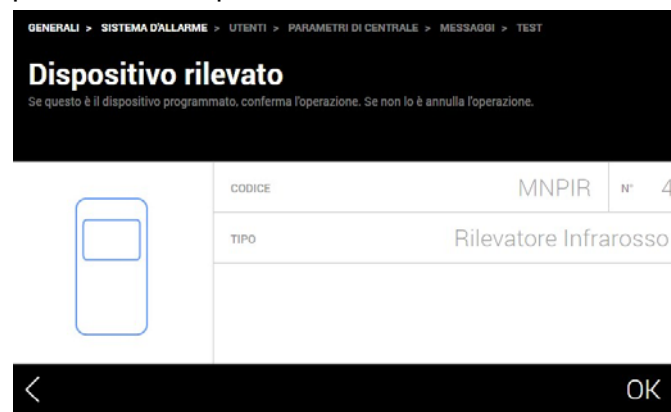 GENERALI > SISTEMA D'ALLARME > UTENTI > PARAMETRI DI CENTRALE > MESSAGGI > TEST
Dispositivo rilevato
Se questo è il dispositivo programmato, conferma l'operazione. Se non lo è annulla l'operazione.
CODICE MNPIR N° 4
TIPO Rilevatore Infrarosso
< OK